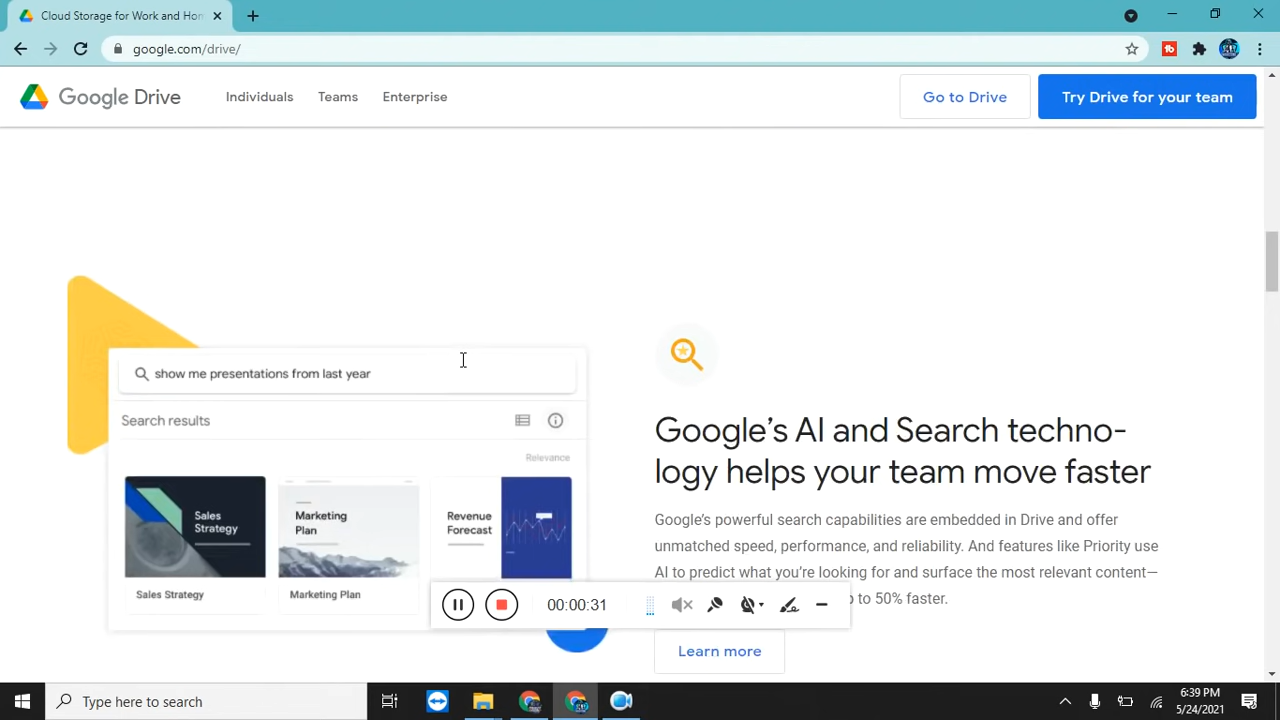 Cloud Storage for Work and Hom
google.com/drive/
Google Drive
Individuals
Teams
Enterprise
Go to Drive
Try Drive for your team
show me presentations from last year
Search results
Relevance
Sales
Strategy
Marketing
Plan
Revenue
Forecast
Sales Strategy
Marketing Plan
Google's AI and Search techno-
logy helps your team move faster
Google's powerful search capabilities are embedded in Drive and offer
unmatched speed, performance, and reliability. And features like Priority use
AI to predict what you're looking for and surface the most relevant content—
to 50% faster.
Learn more
00:00:31
Type here to search
6:39 PM
5/24/2021